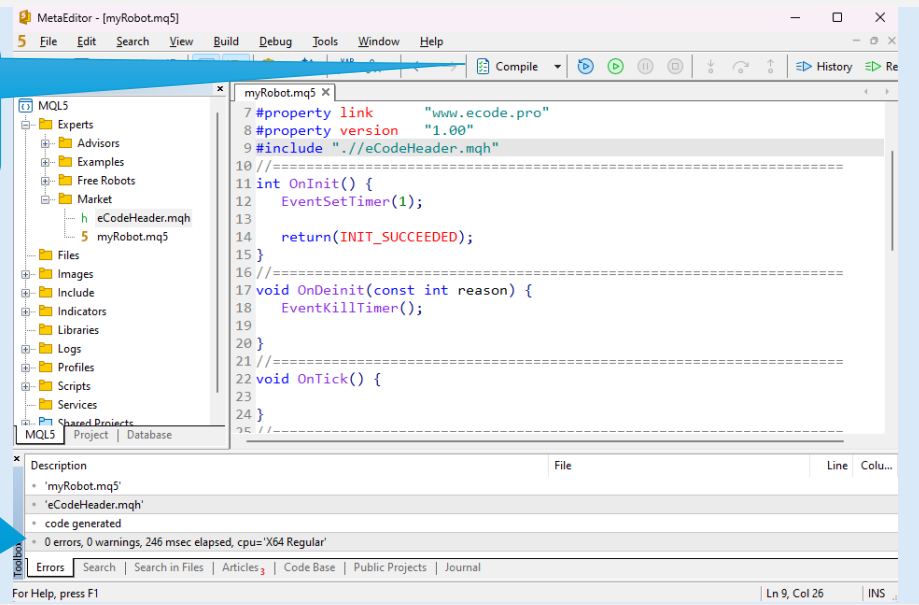 MetaEditor - [myRobot.mq5]
5 File Edit Search View Build Debug Tools Window Help
Compile History Re
MQL5
Experts
Advisors
Examples
Free Robots
Market
h eCodeHeader.mqh
5 myRobot.mq5
Files
Images
Include
Indicators
Libraries
Logs
Profiles
Scripts
Services
Shared Projects
MQL5 Project Database
myRobot.mq5
7 #property link "www.ecode.pro"
8 #property version "1.00"
9 #include ".//eCodeHeader.mqh"
10 //===================================================================
11 int OnInit() {
12 EventSetTimer(1);
13
14 return(INIT_SUCCEEDED);
15 }
16 //===================================================================
17 void OnDeinit(const int reason) {
18 EventKillTimer();
19
20 }
21 //===================================================================
22 void OnTick() {
23
24 }
25 //===================================================================
Description File Line Colu...
'myRobot.mq5'
'eCodeHeader.mqh'
code generated
0 errors, 0 warnings, 246 msec elapsed, cpu='X64 Regular'
Toolbox
Errors Search Search in Files Articles 3 Code Base Public Projects Journal
For Help, press F1 Ln 9, Col 26 INS